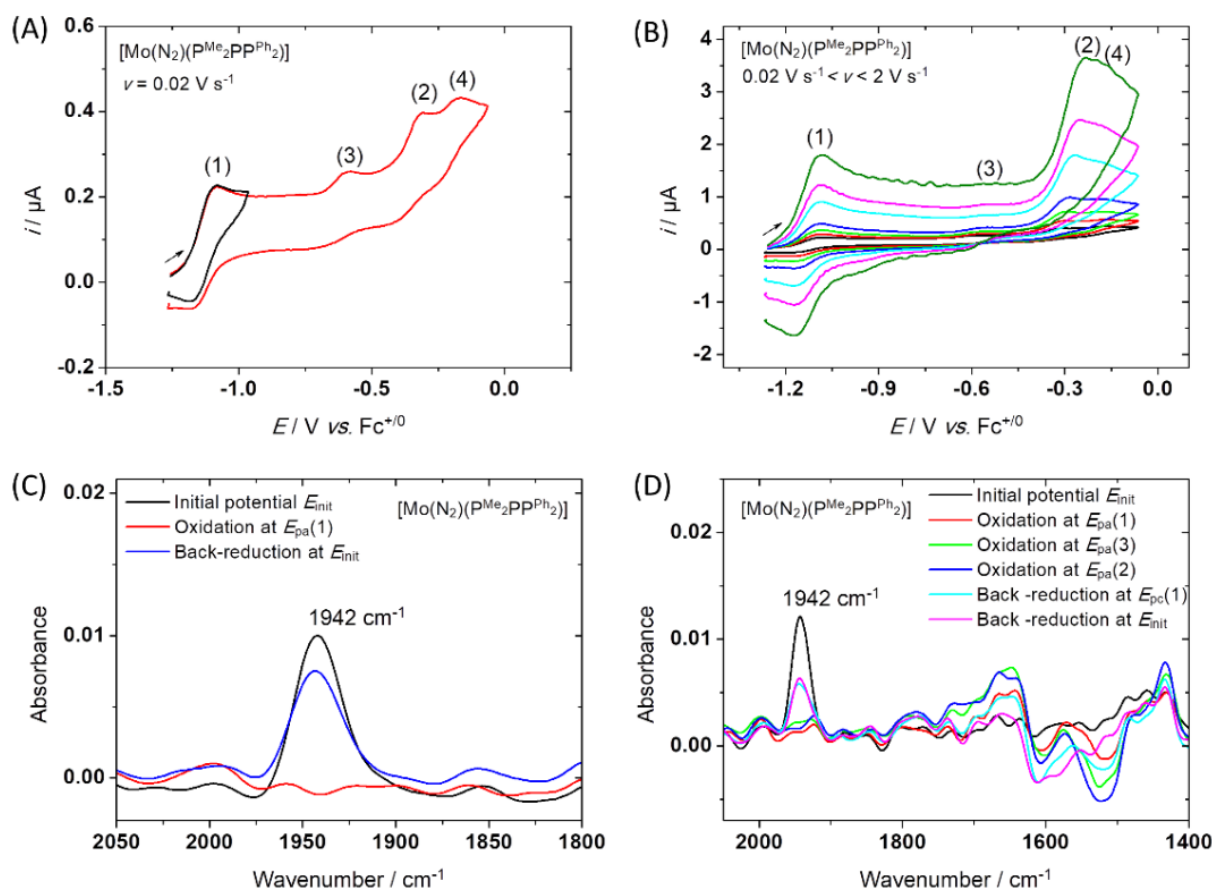 (A)
[Mo(N₂)(Pᴹᵉ₂PPᴾʰ₂)]
ν = 0.02 V s⁻¹
(1)
(2)
(3)
(4)
0.6
0.4
0.2
0.0
-0.2
i / µA
-1.5
-1.0
-0.5
0.0
E / V vs. Fc⁺ᐟ⁰
(B)
[Mo(N₂)(Pᴹᵉ₂PPᴾʰ₂)]
0.02 V s⁻¹ < ν < 2 V s⁻¹
(1)
(2)
(3)
(4)
4
3
2
1
0
-1
-2
i / µA
-1.2
-0.9
-0.6
-0.3
0.0
E / V vs. Fc⁺ᐟ⁰
(C)
Initial potential Einit
Oxidation at Epa(1)
Back-reduction at Einit
[Mo(N₂)(Pᴹᵉ₂PPᴾʰ₂)]
1942 cm⁻¹
0.02
0.01
0.00
Absorbance
2050
2000
1950
1900
1850
1800
Wavenumber / cm⁻¹
(D)
[Mo(N₂)(Pᴹᵉ₂PPᴾʰ₂)]
Initial potential Einit
Oxidation at Epa(1)
Oxidation at Epa(3)
Oxidation at Epa(2)
Back -reduction at Epc(1)
Back -reduction at Einit
1942 cm⁻¹
0.02
0.01
0.00
Absorbance
2000
1800
1600
1400
Wavenumber / cm⁻¹